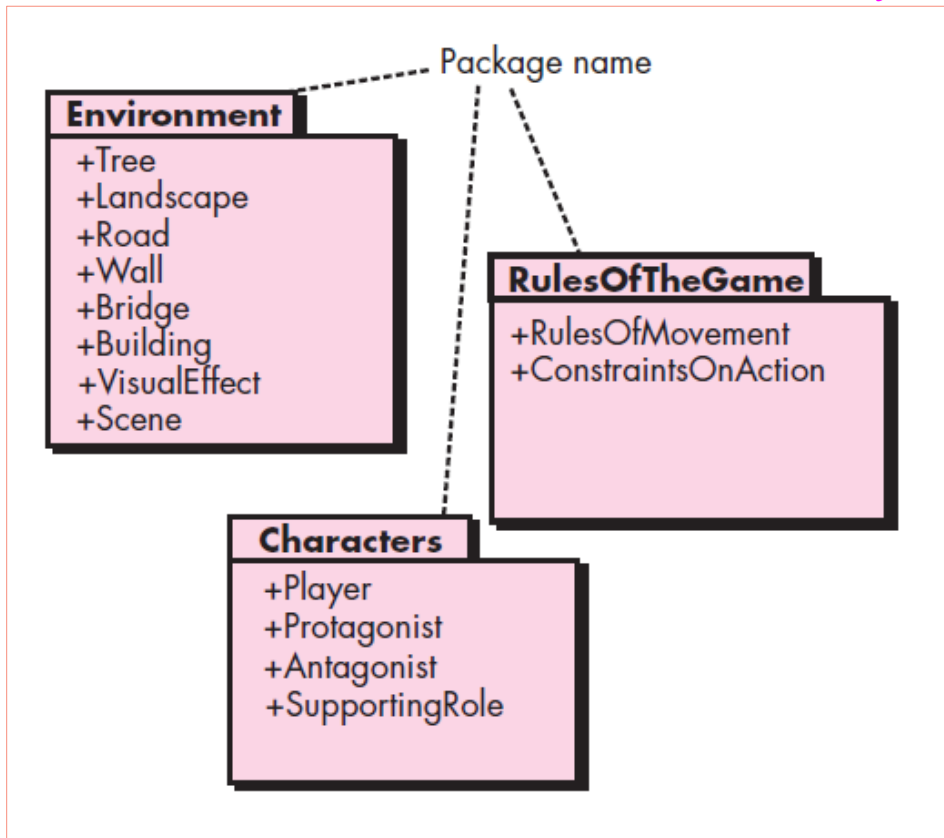 Package name
Environment
+Tree
+Landscape
+Road
+Wall
+Bridge
+Building
+VisualEffect
+Scene
RulesOfTheGame
+RulesOfMovement
+ConstraintsOnAction
Characters
+Player
+Protagonist
+Antagonist
+SupportingRole